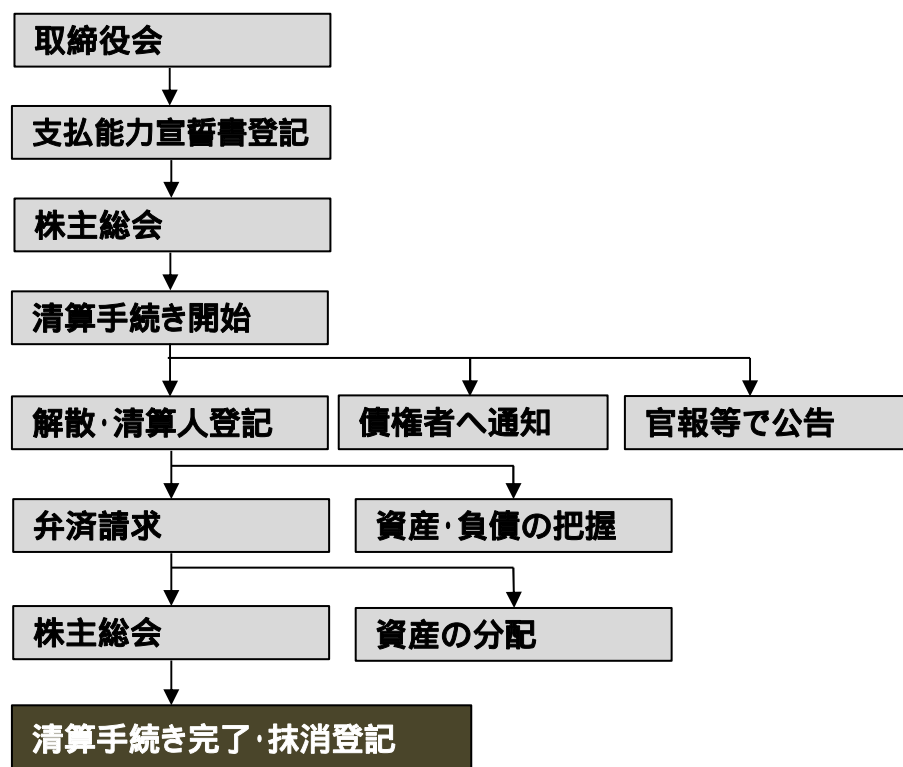 取締役会
支払能力宣誓書登記
株主総会
清算手続き開始
解散·清算人登記
債権者へ通知
官報等で公告
弁済請求
資産·負債の把握
株主総会
資産の分配
清算手続き完了·抹消登記